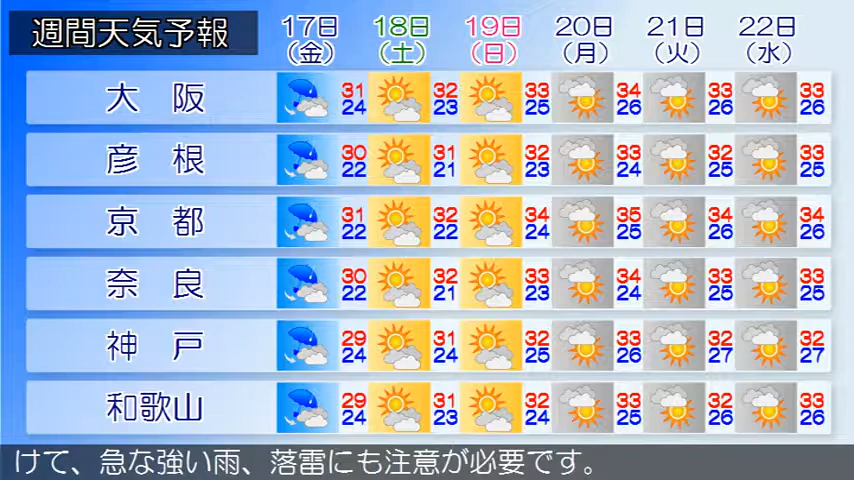 週間天気予報 17日 18日 19日 20日 21日 22日
(金) (土) (日) (月) (火) (水)
大阪 31 24 32 23 33 25 34 26 33 26 33 26
彦根 30 22 31 21 32 23 33 24 32 25 33 25
京都 31 22 32 22 34 24 35 25 34 26 34 26
奈良 30 22 32 21 33 23 34 24 33 25 33 25
神戸 29 24 31 24 32 25 33 26 32 27 32 27
和歌山 29 24 31 23 32 24 33 25 32 26 33 26
けて、急な強い雨、落雷にも注意が必要です。